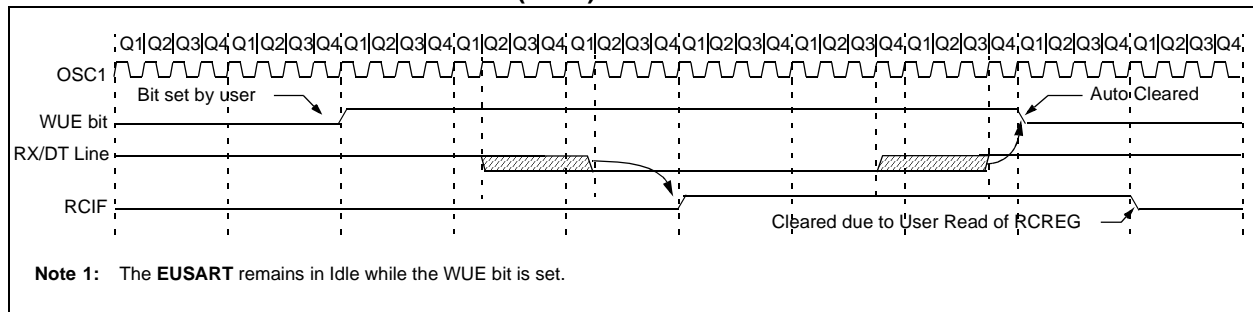 Q1 Q2 Q3 Q4 Q1 Q2 Q3 Q4 Q1 Q2 Q3 Q4 Q1 Q2 Q3 Q4 Q1 Q2 Q3 Q4 Q1 Q2 Q3 Q4 Q1 Q2 Q3 Q4 Q1 Q2 Q3 Q4 Q1 Q2 Q3 Q4 Q1 Q2 Q3 Q4
OSC1
Bit set by user
Auto Cleared
WUE bit
RX/DT Line
RCIF
Cleared due to User Read of RCREG
Note 1: The EUSART remains in Idle while the WUE bit is set.